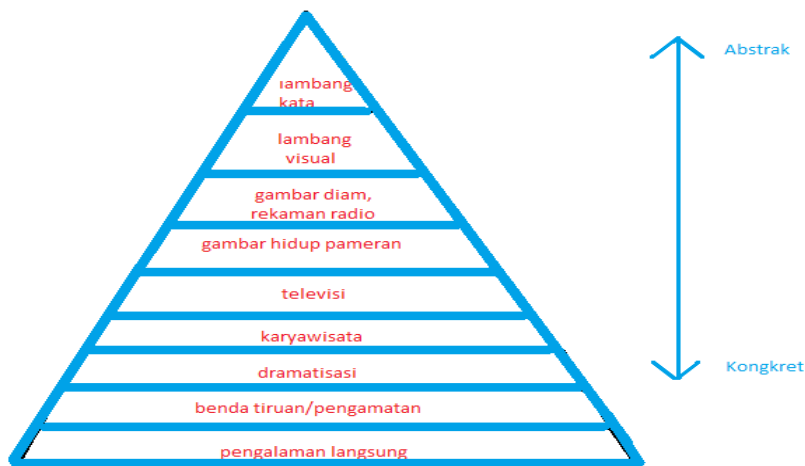 Abstrak
lambang
kata
lambang
visual
gambar diam,
rekaman radio
gambar hidup pameran
televisi
karyawisata
dramatisasi
Kongkret
benda tiruan/pengamatan
pengalaman langsung